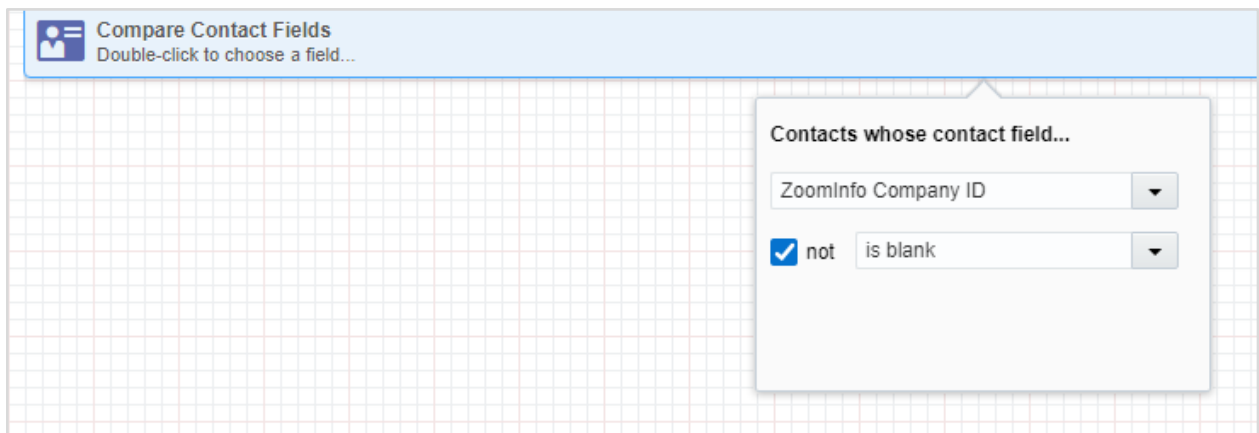 Compare Contact Fields
Double-click to choose a field...
Contacts whose contact field...
ZoomInfo Company ID
not is blank